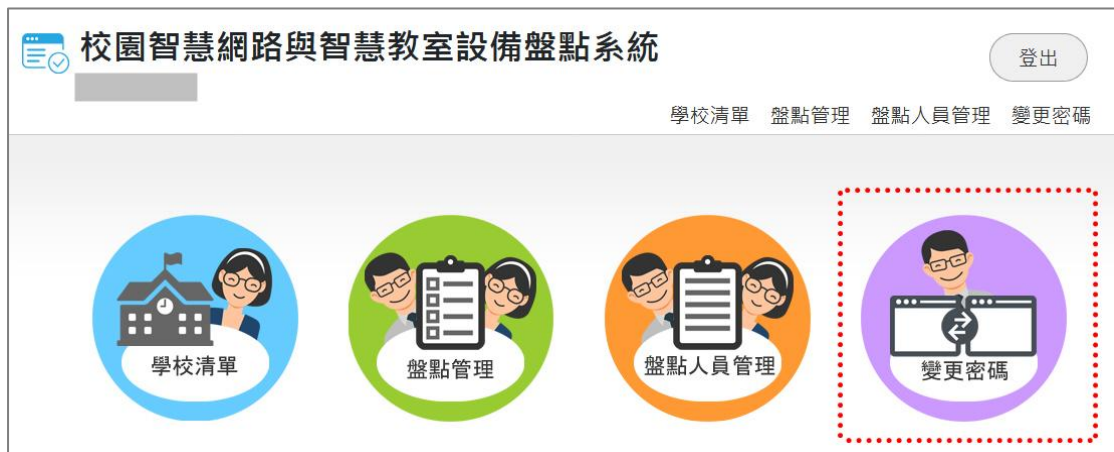 校園智慧網路與智慧教室設備盤點系統
登出
學校清單 盤點管理 盤點人員管理 變更密碼
學校清單
盤點管理
盤點人員管理
變更密碼